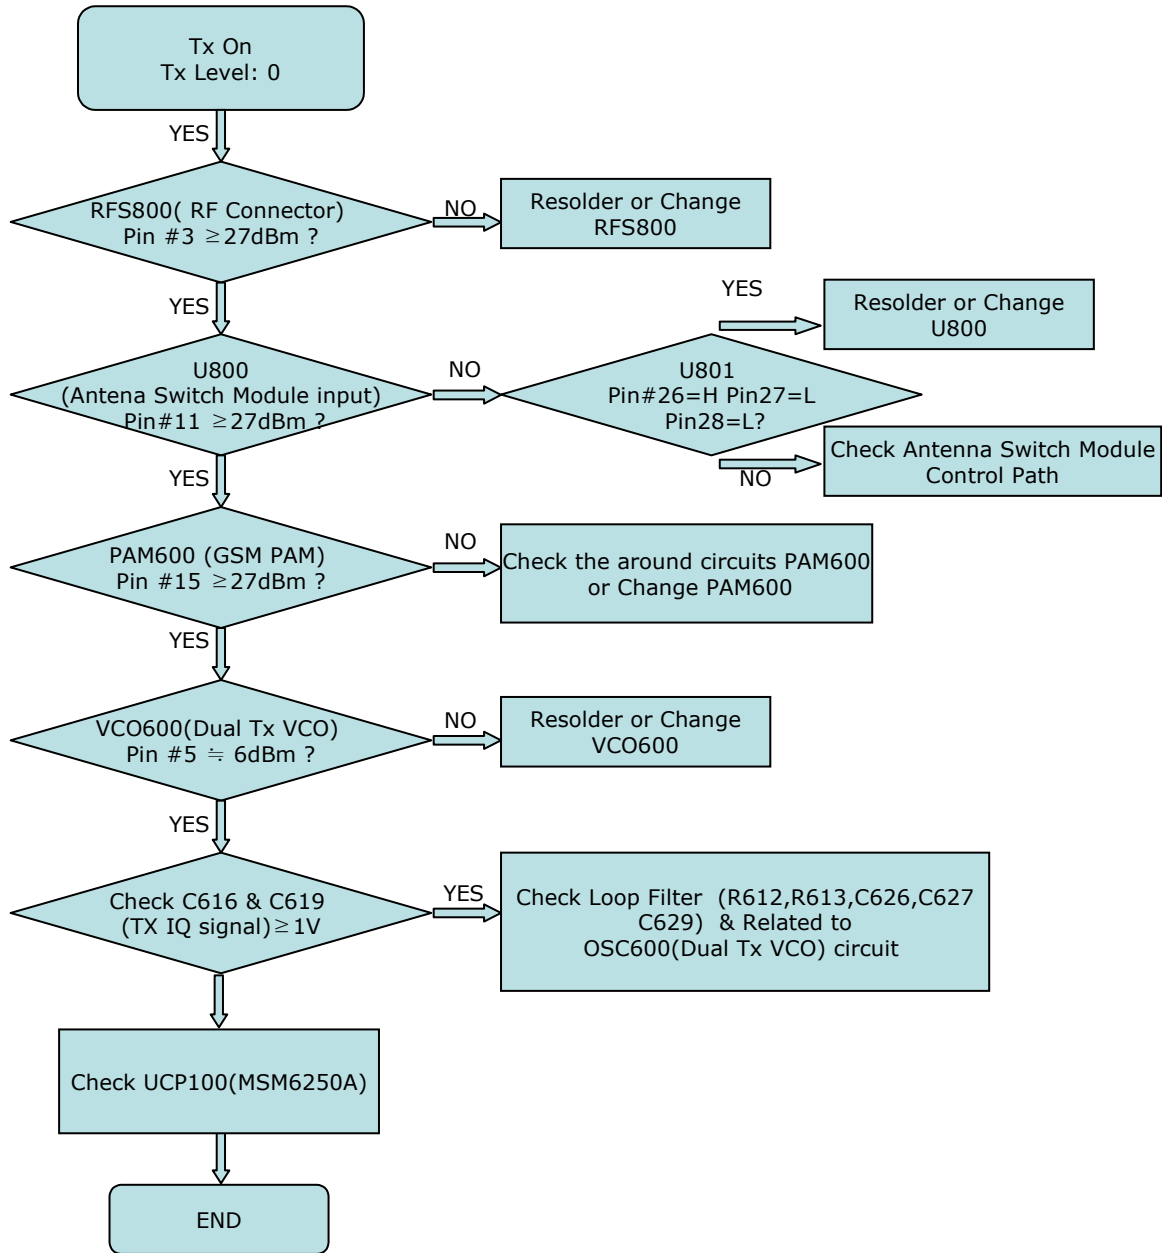 Tx On
Tx Level: 0
YES
RFS800( RF Connector)
Pin #3 ≥27dBm ?
NO
Resolder or Change
RFS800
YES
U800
(Antena Switch Module input)
Pin#11 ≥27dBm ?
NO
U801
Pin#26=H Pin27=L
Pin28=L?
YES
Resolder or Change
U800
NO
Check Antenna Switch Module
Control Path
YES
PAM600 (GSM PAM)
Pin #15 ≥27dBm ?
NO
Check the around circuits PAM600
or Change PAM600
YES
VCO600(Dual Tx VCO)
Pin #5 ≒ 6dBm ?
NO
Resolder or Change
VCO600
YES
Check C616 & C619
(TX IQ signal)≥1V
YES
Check Loop Filter (R612,R613,C626,C627
C629) & Related to
OSC600(Dual Tx VCO) circuit
Check UCP100(MSM6250A)
END